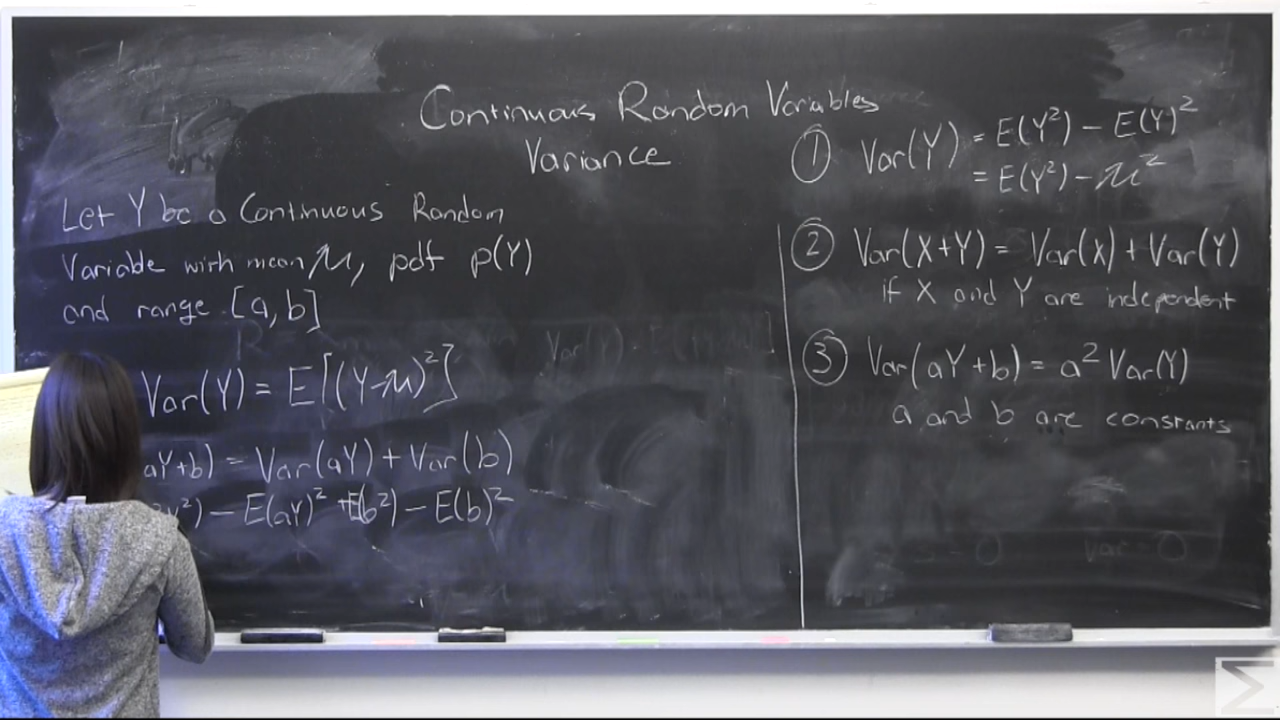 Continuous Random Variables
Variance
Let Y be a Continuous Random
Variable with mean μ, pdf p(Y)
and range [a, b]
Var(Y) = E[(Y-μ)²]
aY+b) = Var(aY) + Var(b)
²) - E(aY)² + E(b²) - E(b)²
① Var(Y) = E(Y²) - E(Y)²
= E(Y²) - μ²
② Var(X+Y) = Var(X) + Var(Y)
if X and Y are independent
③ Var(aY+b) = a² Var(Y)
a and b are constants
Σ